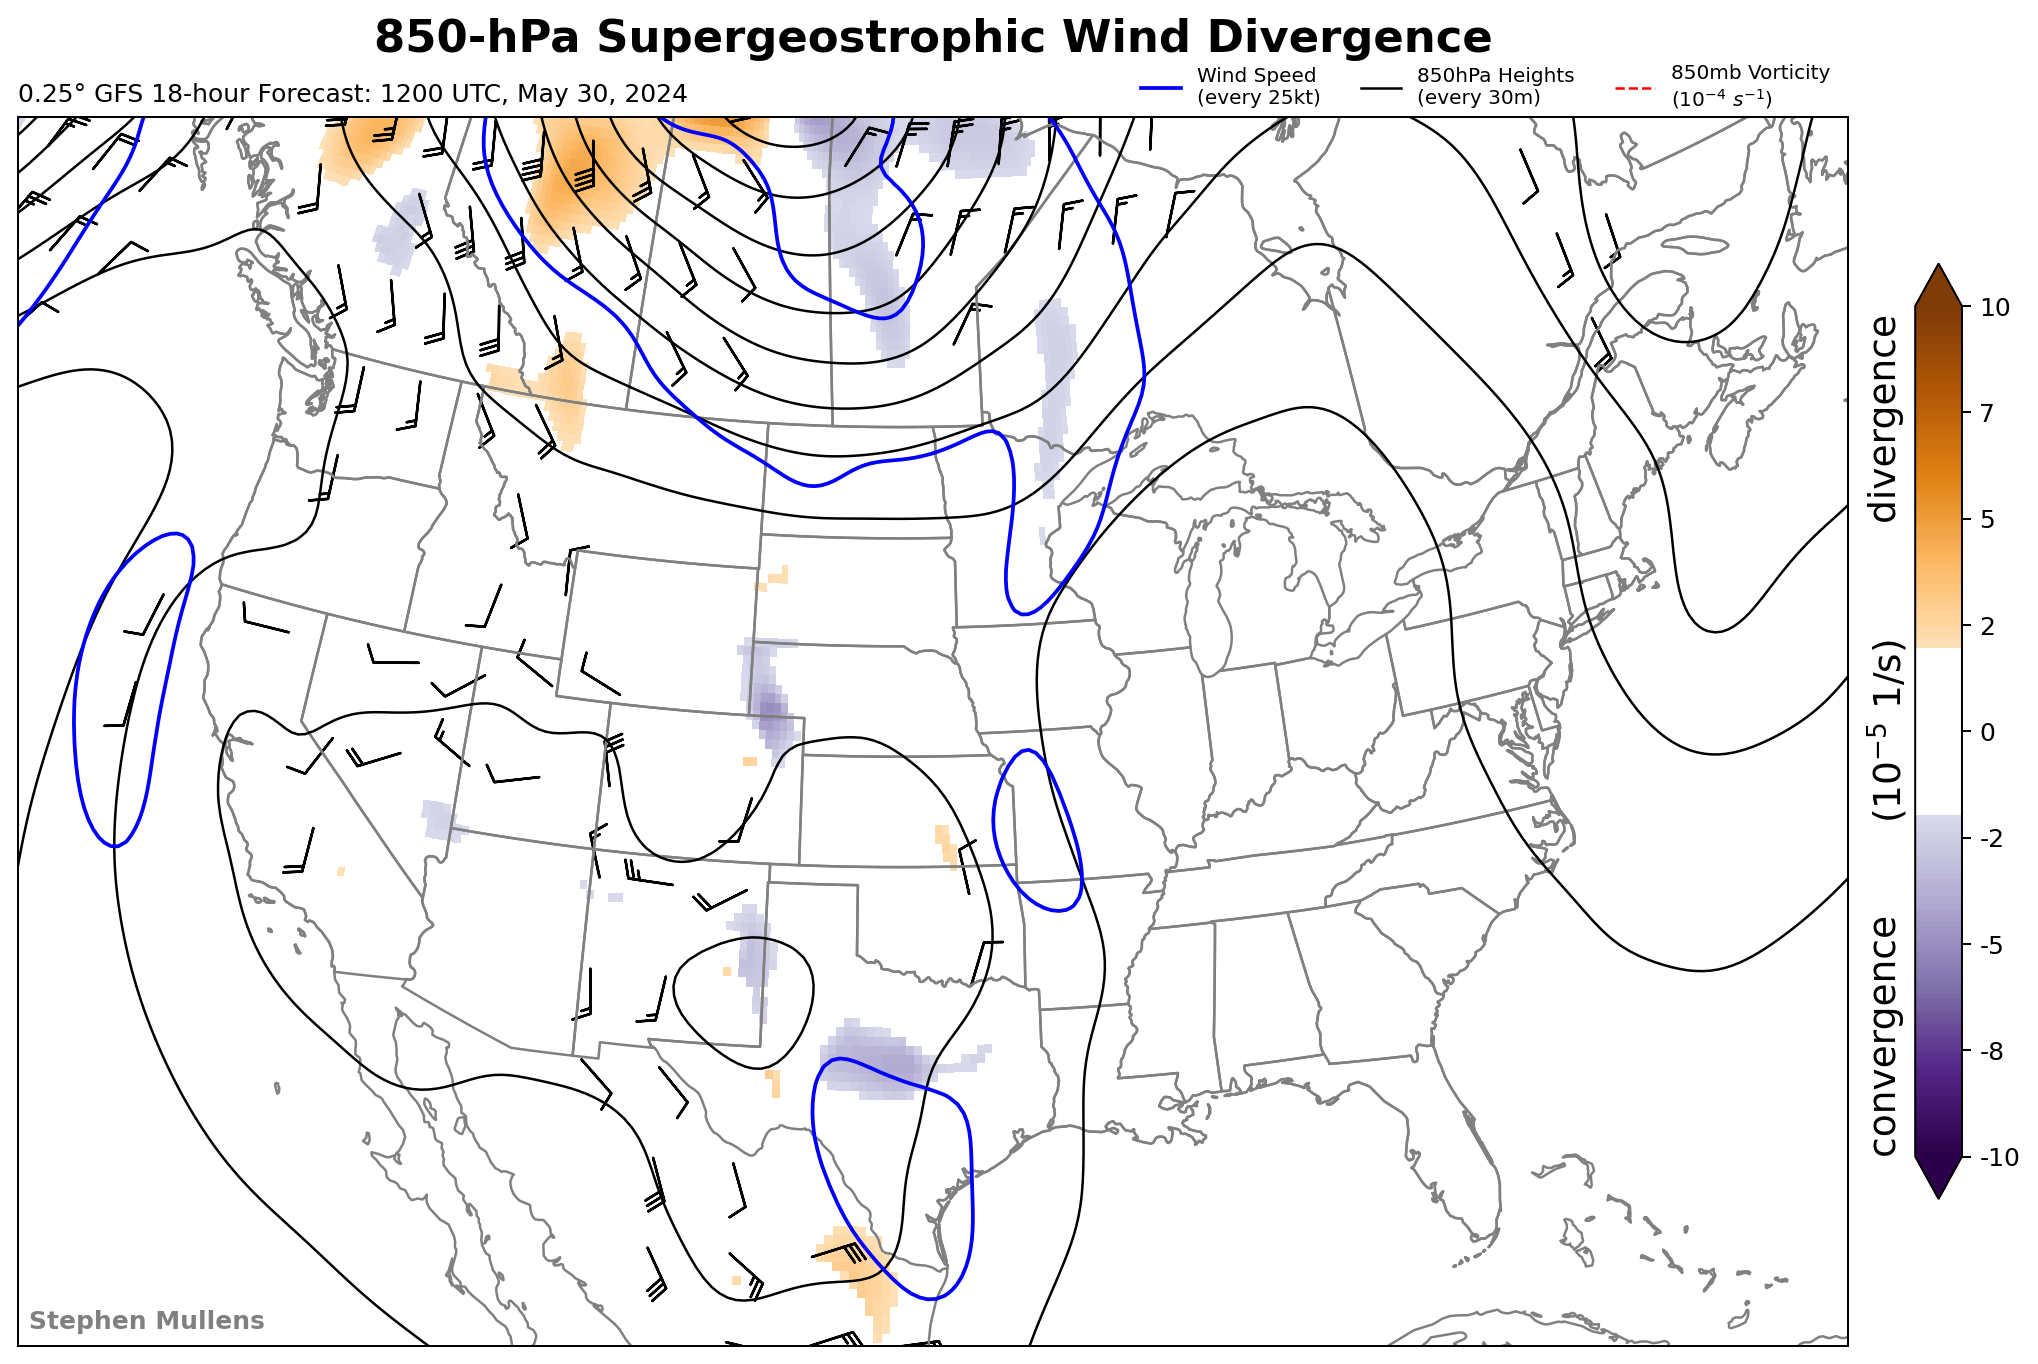 850-hPa Supergeostrophic Wind Divergence
0.25° GFS 18-hour Forecast: 1200 UTC, May 30, 2024
Wind Speed
(every 25kt)
850hPa Heights
(every 30m)
850mb Vorticity
(10⁻⁴ s⁻¹)
10
7
5
2
0
-2
-5
-8
-10
convergence (10⁻⁵ 1/s) divergence
Stephen Mullens